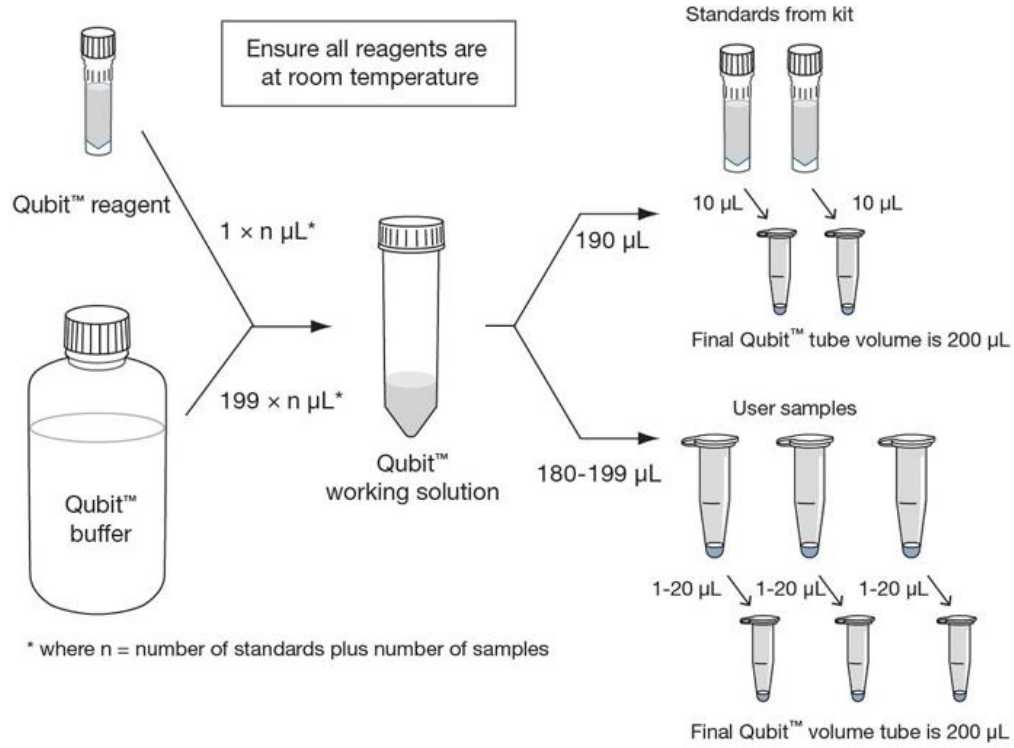 Standards from kit
Ensure all reagents are
at room temperature
Qubit™ reagent
1 × n µL*
10 µL
10 µL
190 µL
Final Qubit™ tube volume is 200 µL
199 × n µL*
User samples
Qubit™
working solution
180-199 µL
Qubit™
buffer
1-20 µL
1-20 µL
1-20 µL
* where n = number of standards plus number of samples
Final Qubit™ volume tube is 200 µL